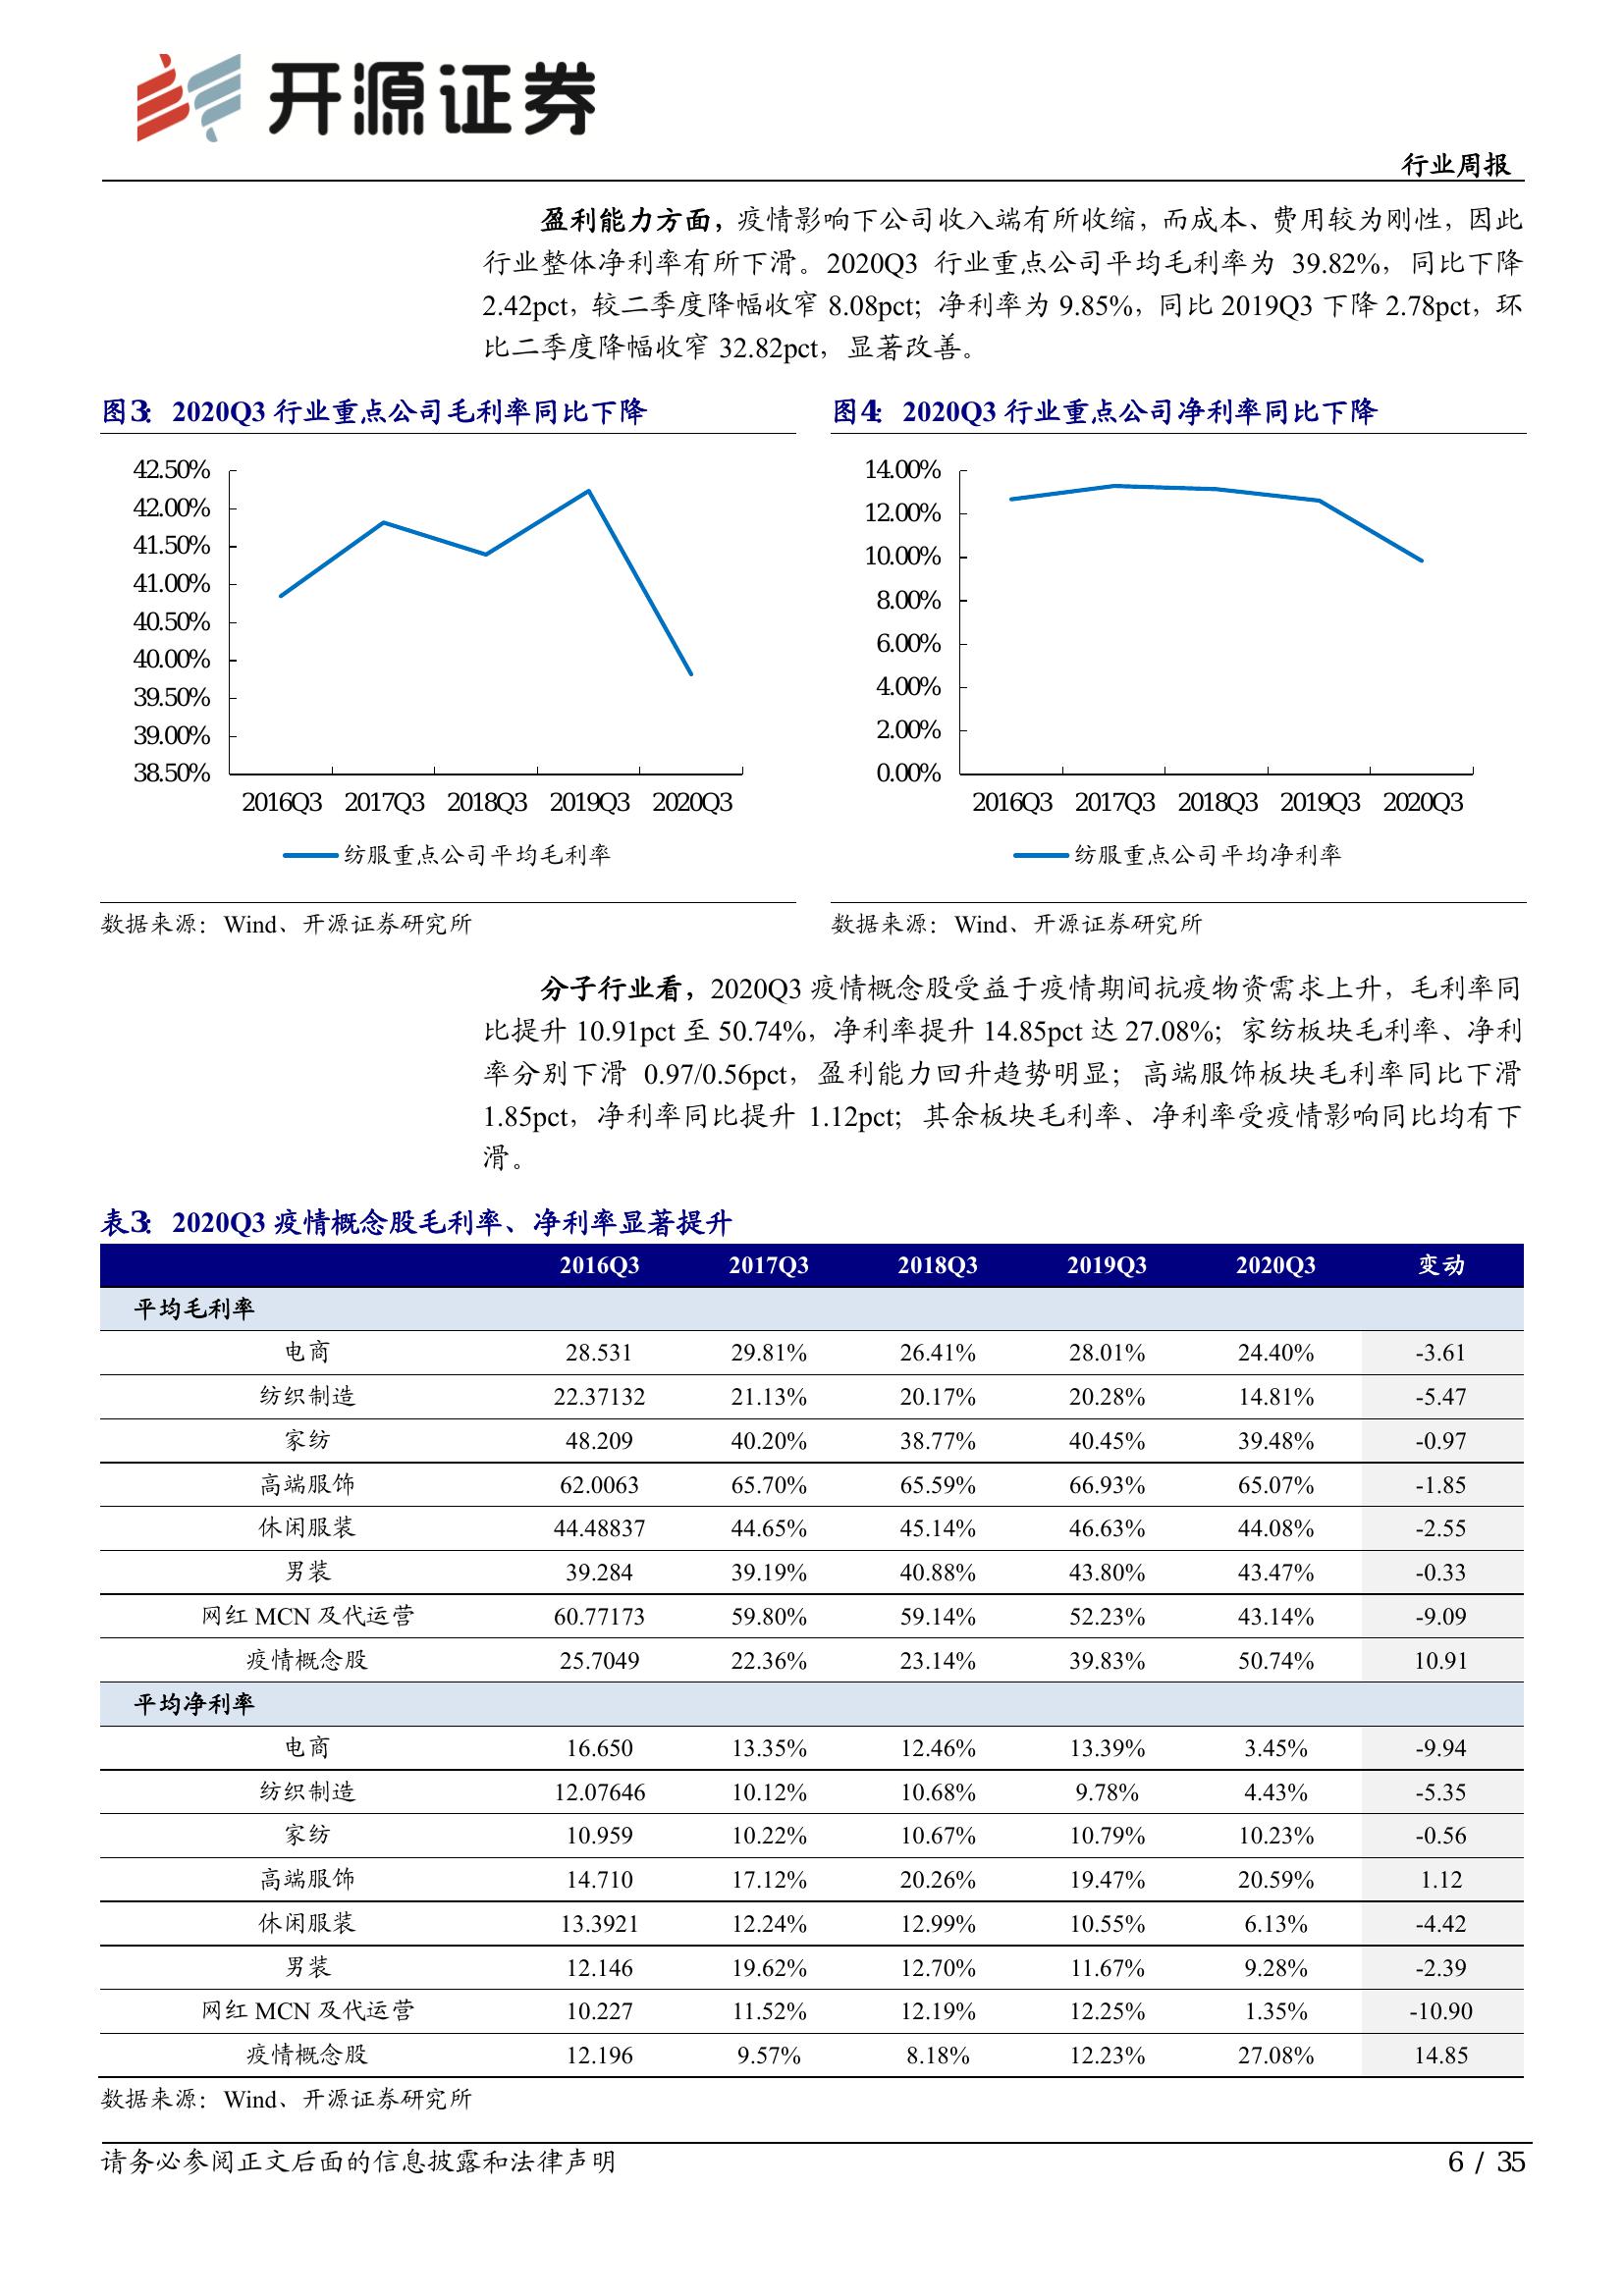 开源证券
行业周报
盈利能力方面，疫情影响下公司收入端有所收缩，而成本、费用较为刚性，因此
行业整体净利率有所下滑。2020Q3 行业重点公司平均毛利率为 39.82%，同比下降
2.42pct，较二季度降幅收窄 8.08pct；净利率为 9.85%，同比 2019Q3 下降 2.78pct，环
比二季度降幅收窄 32.82pct，显著改善。
图3： 2020Q3 行业重点公司毛利率同比下降
42.50%
42.00%
41.50%
41.00%
40.50%
40.00%
39.50%
39.00%
38.50%
2016Q3 2017Q3 2018Q3 2019Q3 2020Q3
纺服重点公司平均毛利率
数据来源：Wind、开源证券研究所
图4： 2020Q3 行业重点公司净利率同比下降
14.00%
12.00%
10.00%
8.00%
6.00%
4.00%
2.00%
0.00%
2016Q3 2017Q3 2018Q3 2019Q3 2020Q3
纺服重点公司平均净利率
数据来源：Wind、开源证券研究所
分子行业看，2020Q3 疫情概念股受益于疫情期间抗疫物资需求上升，毛利率同
比提升 10.91pct 至 50.74%，净利率提升 14.85pct 达 27.08%；家纺板块毛利率、净利
率分别下滑 0.97/0.56pct，盈利能力回升趋势明显；高端服饰板块毛利率同比下滑
1.85pct，净利率同比提升 1.12pct；其余板块毛利率、净利率受疫情影响同比均有下
滑。
表3： 2020Q3 疫情概念股毛利率、净利率显著提升
2016Q3 2017Q3 2018Q3 2019Q3 2020Q3 变动
平均毛利率
电商 28.531 29.81% 26.41% 28.01% 24.40% -3.61
纺织制造 22.37132 21.13% 20.17% 20.28% 14.81% -5.47
家纺 48.209 40.20% 38.77% 40.45% 39.48% -0.97
高端服饰 62.0063 65.70% 65.59% 66.93% 65.07% -1.85
休闲服装 44.48837 44.65% 45.14% 46.63% 44.08% -2.55
男装 39.284 39.19% 40.88% 43.80% 43.47% -0.33
网红 MCN 及代运营 60.77173 59.80% 59.14% 52.23% 43.14% -9.09
疫情概念股 25.7049 22.36% 23.14% 39.83% 50.74% 10.91
平均净利率
电商 16.650 13.35% 12.46% 13.39% 3.45% -9.94
纺织制造 12.07646 10.12% 10.68% 9.78% 4.43% -5.35
家纺 10.959 10.22% 10.67% 10.79% 10.23% -0.56
高端服饰 14.710 17.12% 20.26% 19.47% 20.59% 1.12
休闲服装 13.3921 12.24% 12.99% 10.55% 6.13% -4.42
男装 12.146 19.62% 12.70% 11.67% 9.28% -2.39
网红 MCN 及代运营 10.227 11.52% 12.19% 12.25% 1.35% -10.90
疫情概念股 12.196 9.57% 8.18% 12.23% 27.08% 14.85
数据来源：Wind、开源证券研究所
请务必参阅正文后面的信息披露和法律声明 6 / 35